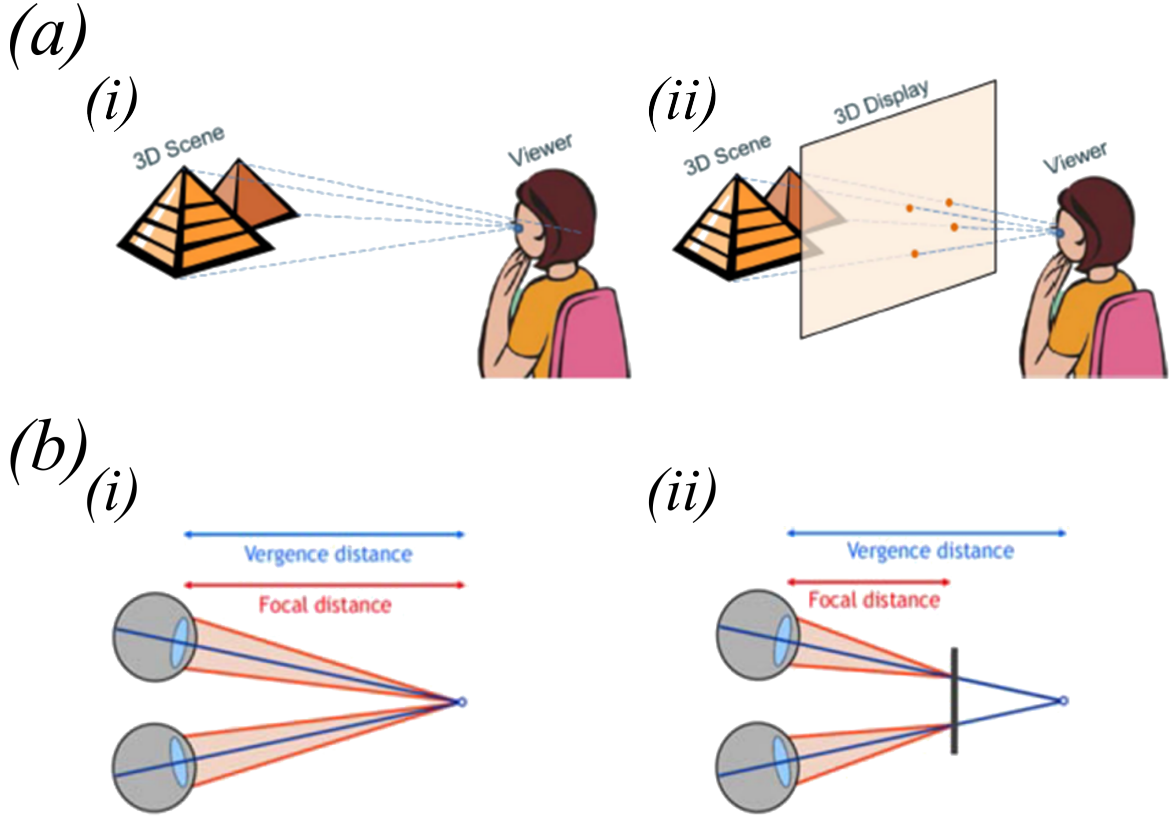 (a)
(i)
3D Scene
Viewer
(ii)
3D Scene
3D Display
Viewer
(b)
(i)
Vergence distance
Focal distance
(ii)
Vergence distance
Focal distance